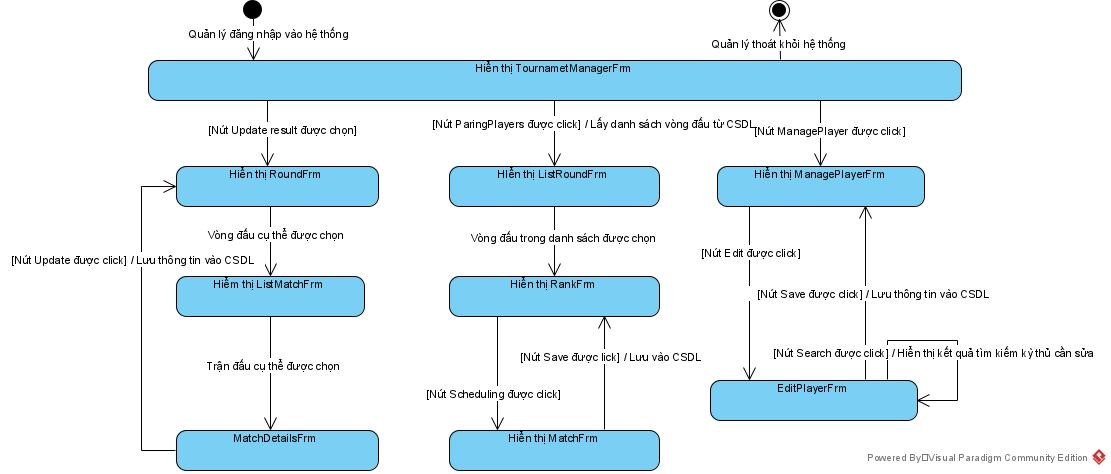 Quản lý đăng nhập vào hệ thống
Quản lý thoát khỏi hệ thống
Hiển thị TournametManagerFrm
[Nút Update result được chọn]
[Nút ParingPlayers được click] / Lấy danh sách vòng đấu từ CSDL
[Nút ManagePlayer được click]
Hiển thị RoundFrm
HIển thị ListRoundFrm
Hiển thị ManagePlayerFrm
Vòng đấu cụ thể được chọn
Vòng đấu trong danh sách được chọn
[Nút Edit được click]
[Nút Update được click] / Lưu thông tin vào CSDL
Hiểm thị ListMatchFrm
Hiển thị RankFrm
[Nút Save được click] / Lưu thông tin vào CSDL
Trận đấu cụ thể được chọn
[Nút Save được lick] / Lưu vào CSDL
[Nút Search được click] / Hiển thị kết quả tìm kiếm kỳ thủ cần sửa
[Nút Scheduling được click]
EditPlayerFrm
MatchDetailsFrm
Hiển thị MatchFrm
Powered By Visual Paradigm Community Edition